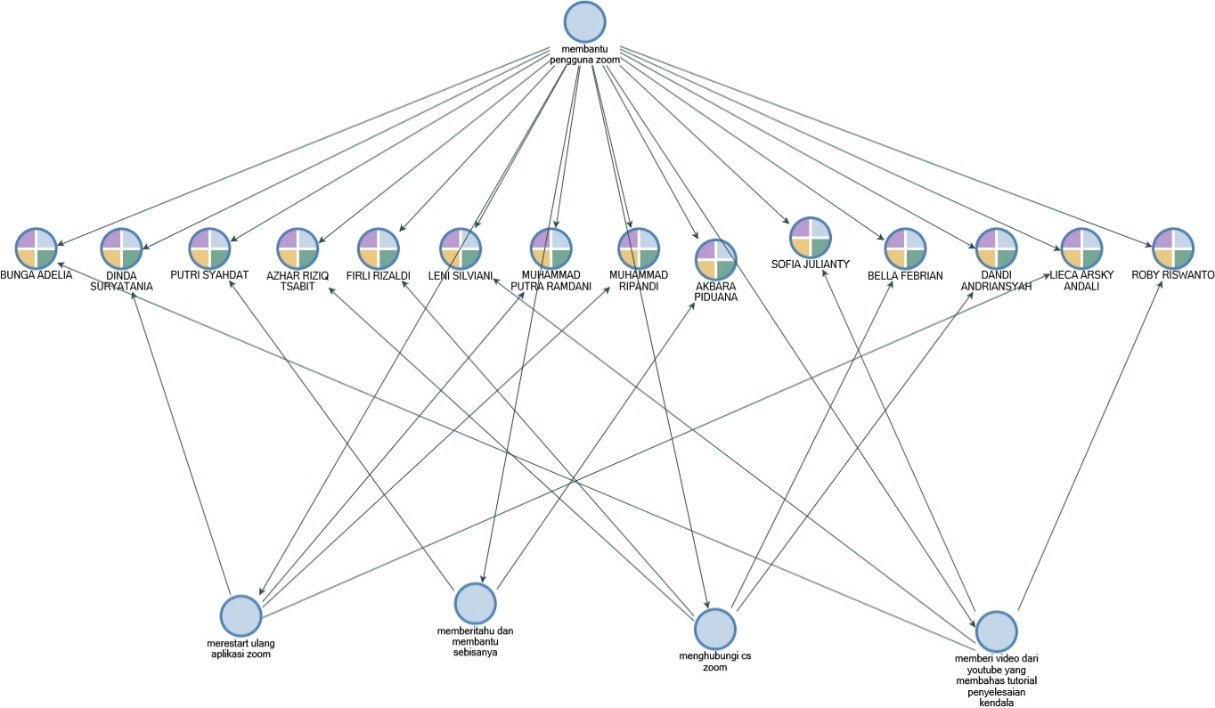 membantu
pengguna zoom
BUNGA ADELIA
DINDA
SURYATANIA
PUTRI SYAHDAT
AZHAR RIZIQ
TSABIT
FIRLI RIZALDI
LENI SILVIANI
MUHAMMAD
PUTRA RAMDANI
MUHAMMAD
RIPANDI
AKBARA
PIDUANA
SOFIA JULIANTY
BELLA FEBRIAN
DANDI
ANDRIANSYAH
LIECA ARSKY
ANDALI
ROBY RISWANTO
merestart ulang
aplikasi zoom
memberitahu dan
membantu
sebisanya
menghubungi cs
zoom
memberi video dari
youtube yang
membahas tutorial
penyelesaian
kendala